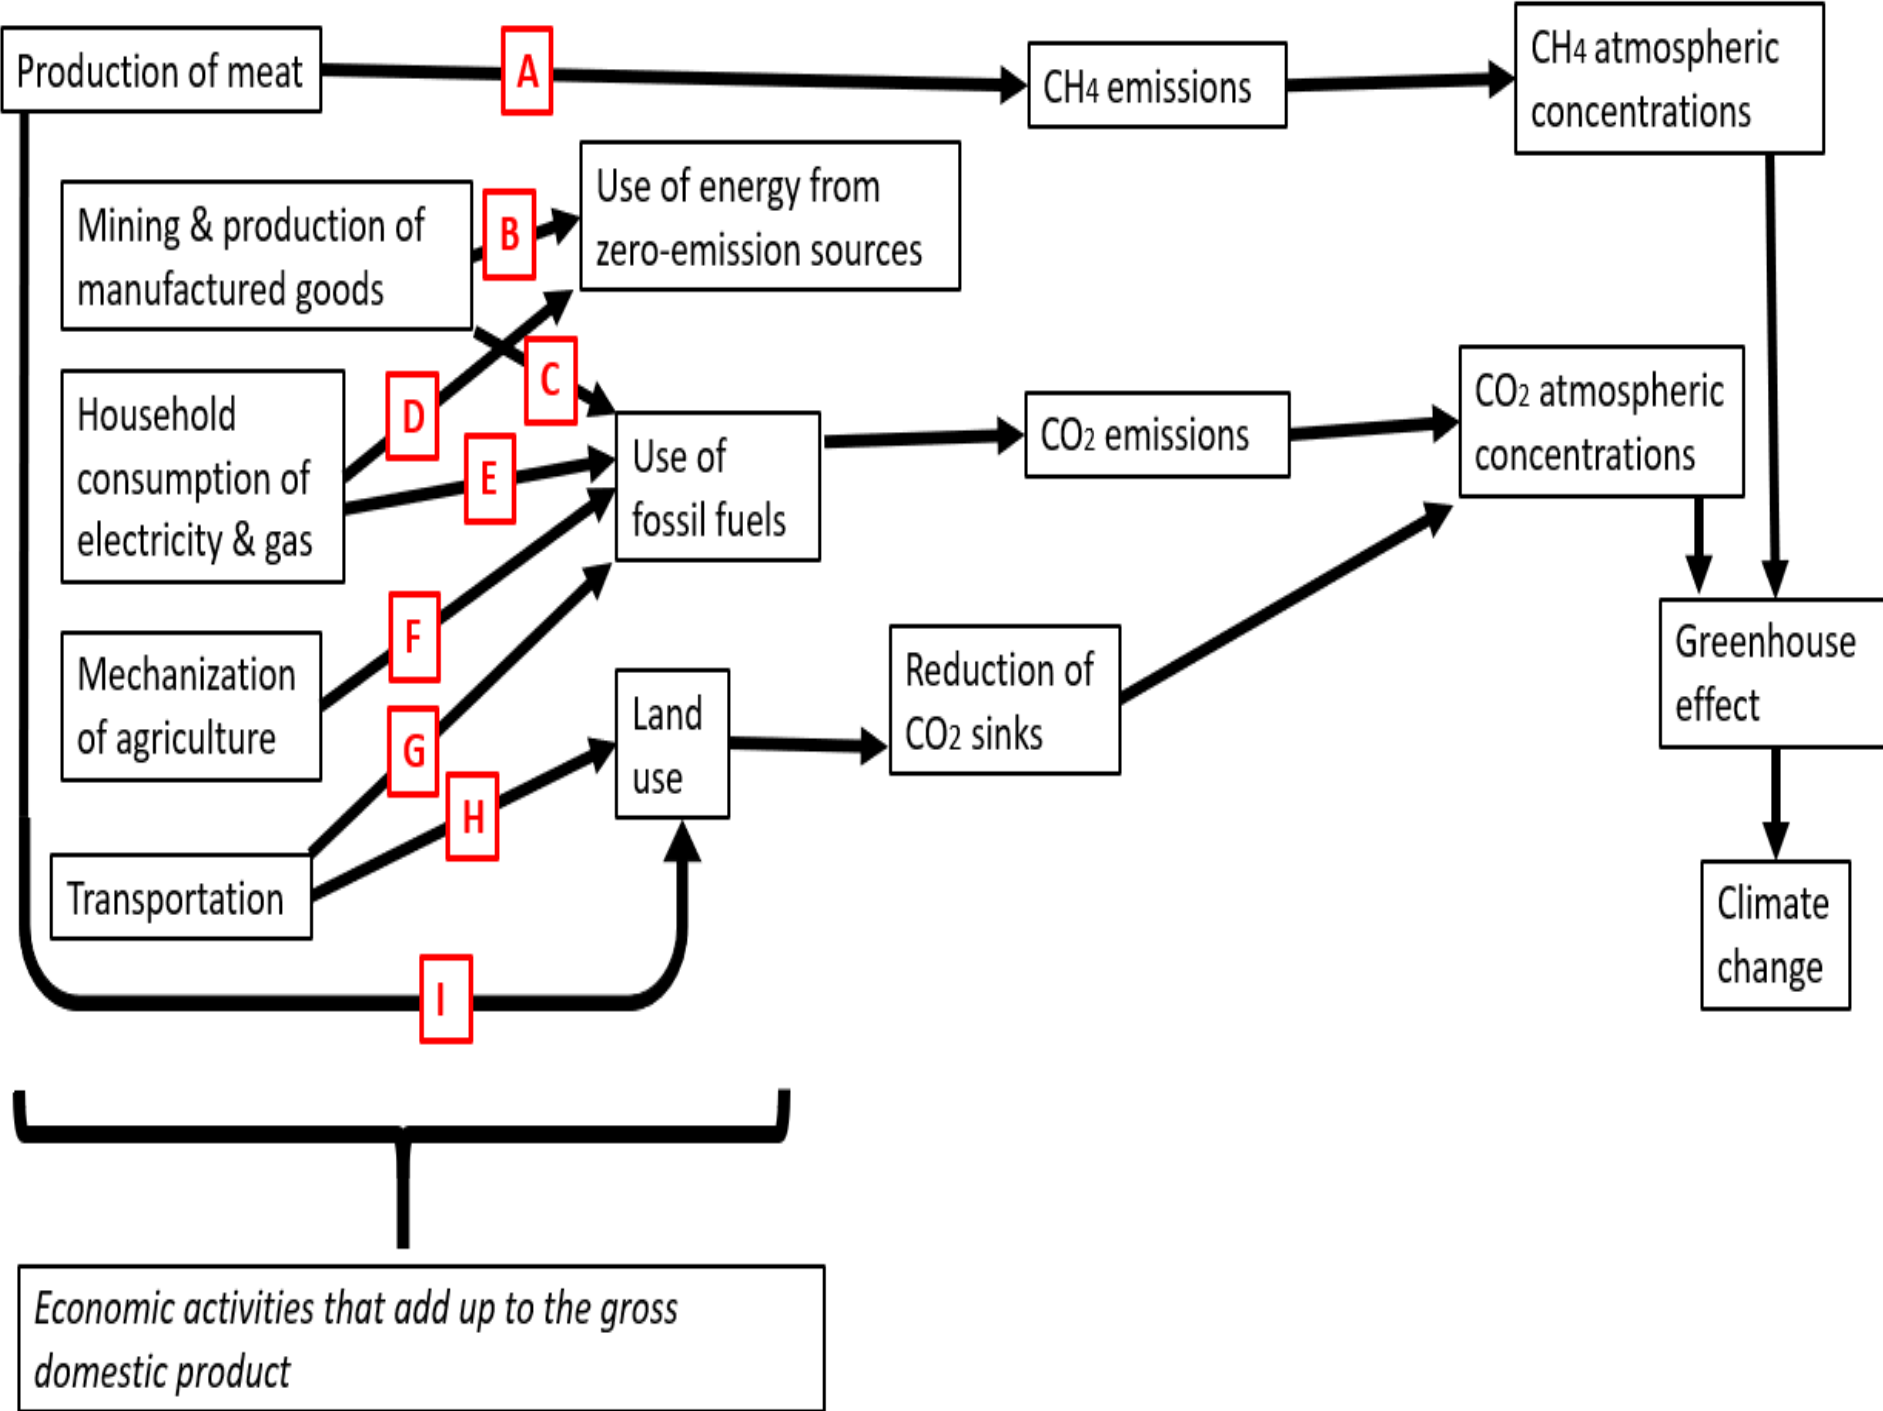 Production of meat
A
CH4 emissions
CH4 atmospheric
concentrations
Mining & production of
manufactured goods
B
Use of energy from
zero-emission sources
C
Household
consumption of
electricity & gas
D
E
Use of
fossil fuels
CO2 emissions
CO2 atmospheric
concentrations
F
Mechanization
of agriculture
G
H
Land
use
Reduction of
CO2 sinks
Greenhouse
effect
Transportation
I
Climate
change
Economic activities that add up to the gross
domestic product